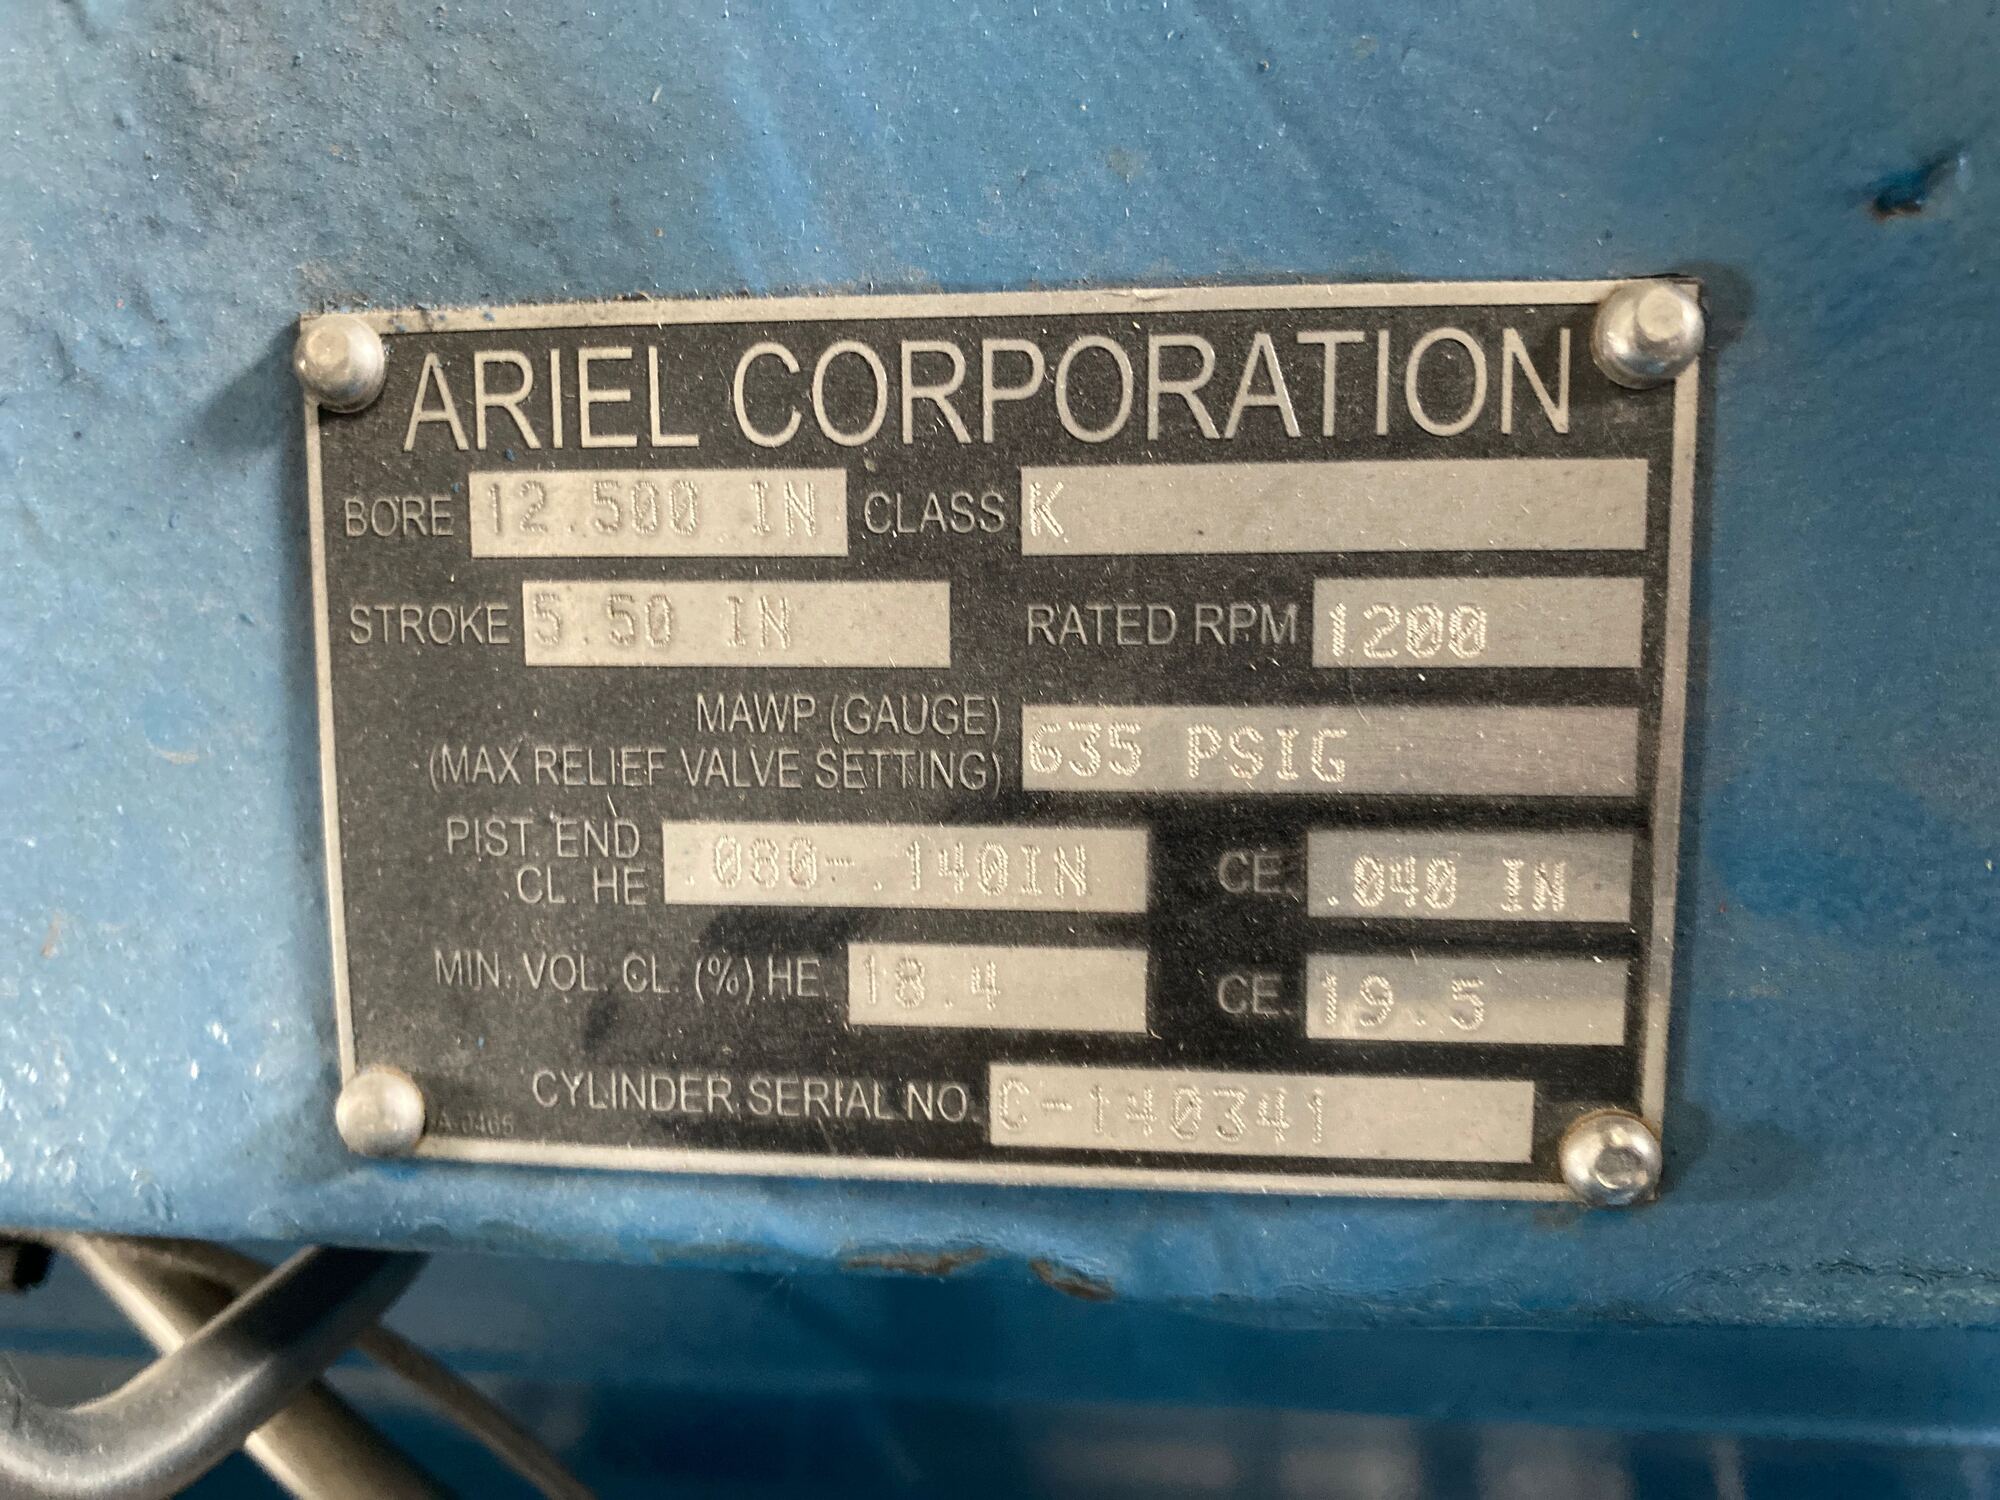 ARIEL CORPORATION
BORE 12.500 IN CLASS K
STROKE 5.50 IN RATED RPM 1200
MAWP (GAUGE)
(MAX RELIEF VALVE SETTING) 635 PSIG
PIST. END
CL. HE .080-.140IN CE. .040 IN
MIN. VOL. CL. (%) HE 18.4 CE. 19.5
CYLINDER SERIAL NO. C-140341
A-0465